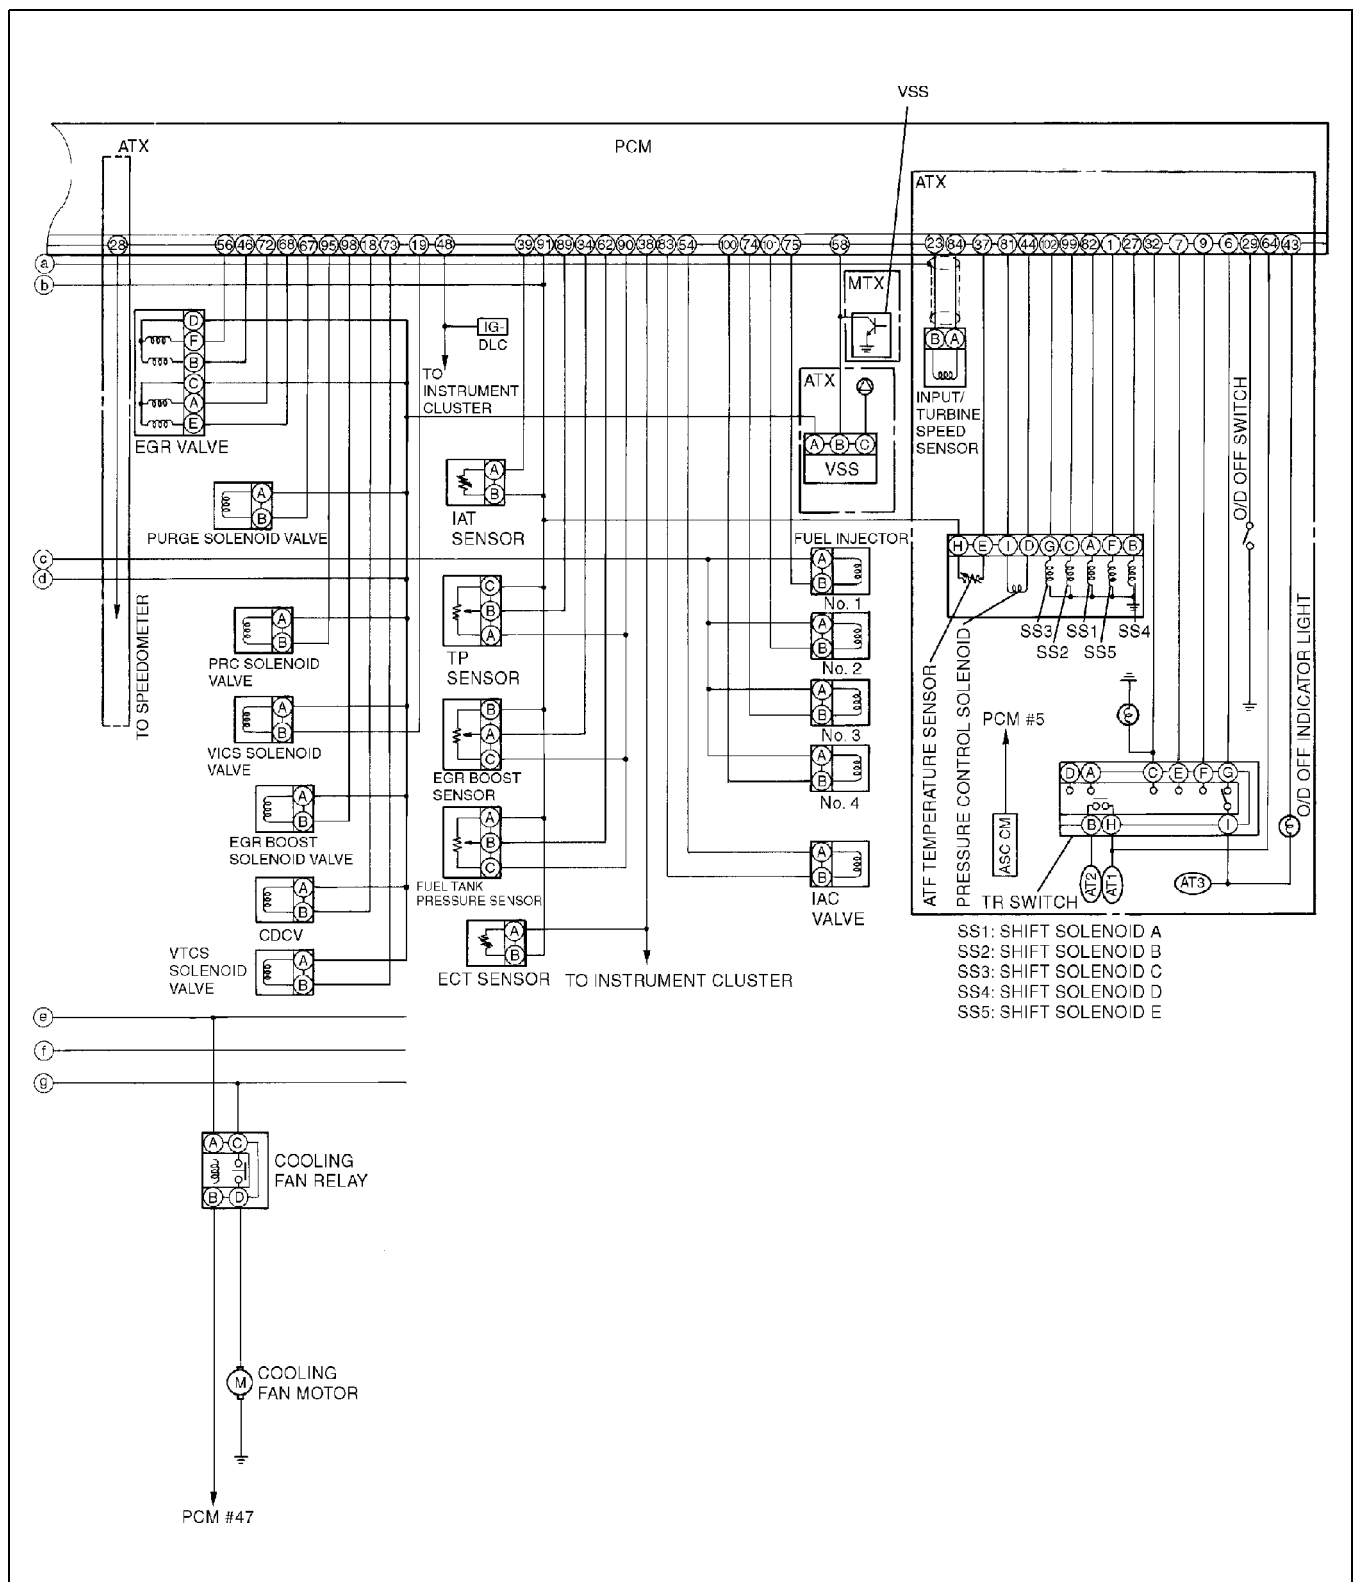 VSS
ATX
PCM
ATX
28 56 46 72 68 67 95 98 18 73 19 48 39 91 89 34 62 90 38 83 54 100 74 101 75 58 23 84 37 81 44 102 99 82 1 27 32 7 9 6 29 64 43
a
b
MTX
D
F
B
C
A
E
EGR VALVE
IG-
DLC
TO
INSTRUMENT
CLUSTER
ATX
A B C
VSS
B A
INPUT/
TURBINE
SPEED
SENSOR
O/D OFF SWITCH
A
B
PURGE SOLENOID VALVE
A
B
IAT
SENSOR
c
d
FUEL INJECTOR
A
B
No. 1
A
B
No. 2
A
B
No. 3
A
B
No. 4
H E I D G C A F B
SS3 SS1 SS4
SS2 SS5
TO SPEEDOMETER
A
B
PRC SOLENOID
VALVE
C
B
A
TP
SENSOR
A
B
VICS SOLENOID
VALVE
B
A
C
EGR BOOST
SENSOR
ATF TEMPERATURE SENSOR
PRESSURE CONTROL SOLENOID
PCM #5
ASC CM
O/D OFF INDICATOR LIGHT
D A C E F G
B H I
AT2 AT1 AT3
TR SWITCH
A
B
EGR BOOST
SOLENOID VALVE
A
B
C
FUEL TANK
PRESSURE SENSOR
A
B
IAC
VALVE
A
B
CDCV
A
B
ECT SENSOR
TO INSTRUMENT CLUSTER
VTCS
SOLENOID
VALVE
A
B
SS1: SHIFT SOLENOID A
SS2: SHIFT SOLENOID B
SS3: SHIFT SOLENOID C
SS4: SHIFT SOLENOID D
SS5: SHIFT SOLENOID E
e
f
g
A C
B D
COOLING
FAN RELAY
M
COOLING
FAN MOTOR
PCM #47